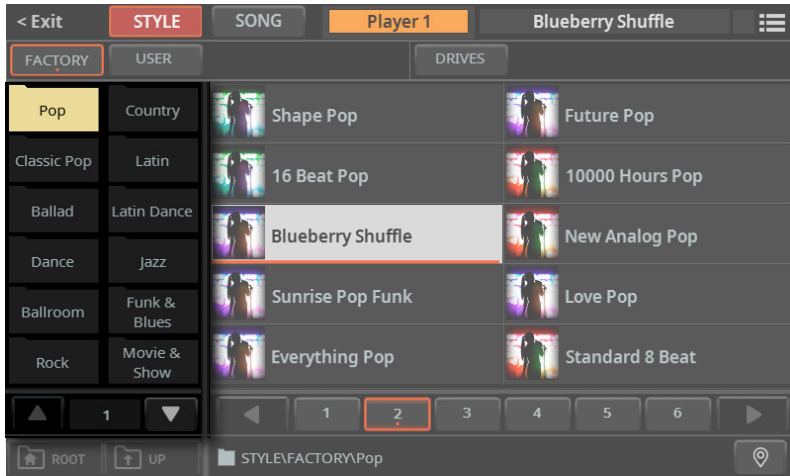 < Exit STYLE SONG Player 1 Blueberry Shuffle
FACTORY USER DRIVES
Pop Country
Classic Pop Latin
Ballad Latin Dance
Dance Jazz
Ballroom Funk &
Blues
Rock Movie &
Show
1
Shape Pop Future Pop
16 Beat Pop 10000 Hours Pop
Blueberry Shuffle New Analog Pop
Sunrise Pop Funk Love Pop
Everything Pop Standard 8 Beat
1 2 3 4 5 6
ROOT UP STYLE\FACTORY\Pop